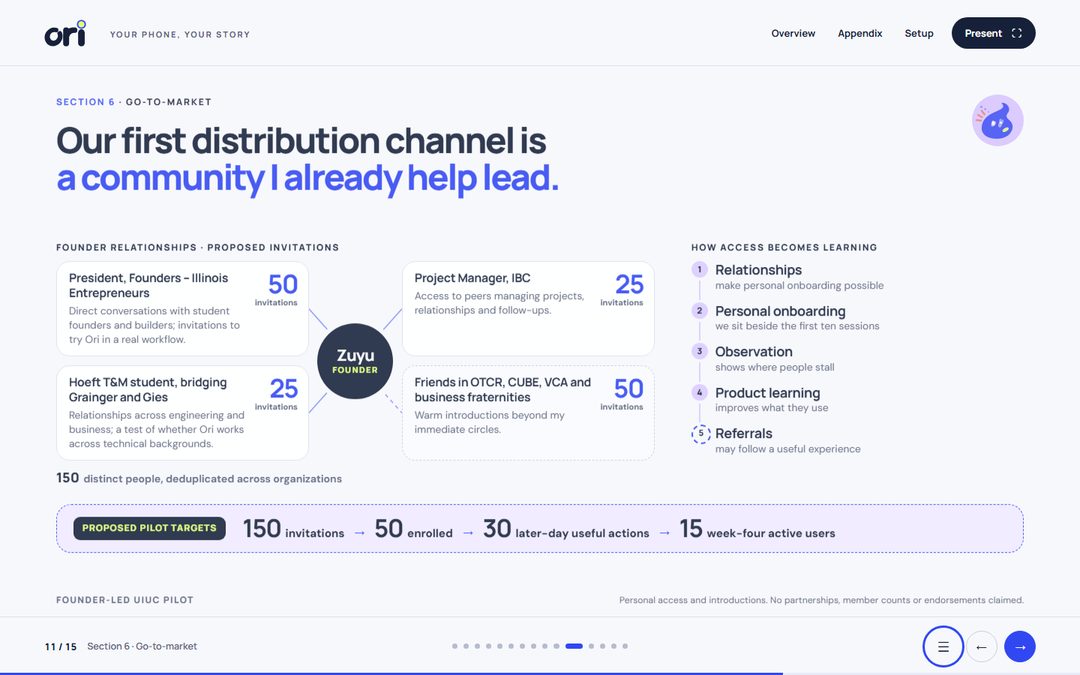 ori
YOUR PHONE, YOUR STORY
Overview
Appendix
Setup
Present
SECTION 6 · GO-TO-MARKET
Our first distribution channel is
a community I already help lead.
FOUNDER RELATIONSHIPS · PROPOSED INVITATIONS
President, Founders – Illinois
Entrepreneurs
50
invitations
Direct conversations with student
founders and builders; invitations to
try Ori in a real workflow.
Project Manager, IBC
25
invitations
Access to peers managing projects,
relationships and follow-ups.
Zuyu
FOUNDER
Hoeft T&M student, bridging
Grainger and Gies
25
invitations
Relationships across engineering and
business; a test of whether Ori works
across technical backgrounds.
Friends in OTCR, CUBE, VCA and
business fraternities
50
invitations
Warm introductions beyond my
immediate circles.
150 distinct people, deduplicated across organizations
HOW ACCESS BECOMES LEARNING
1 Relationships
make personal onboarding possible
2 Personal onboarding
we sit beside the first ten sessions
3 Observation
shows where people stall
4 Product learning
improves what they use
5 Referrals
may follow a useful experience
PROPOSED PILOT TARGETS 150 invitations → 50 enrolled → 30 later-day useful actions → 15 week-four active users
FOUNDER-LED UIUC PILOT
Personal access and introductions. No partnerships, member counts or endorsements claimed.
11 / 15 Section 6 · Go-to-market
← →